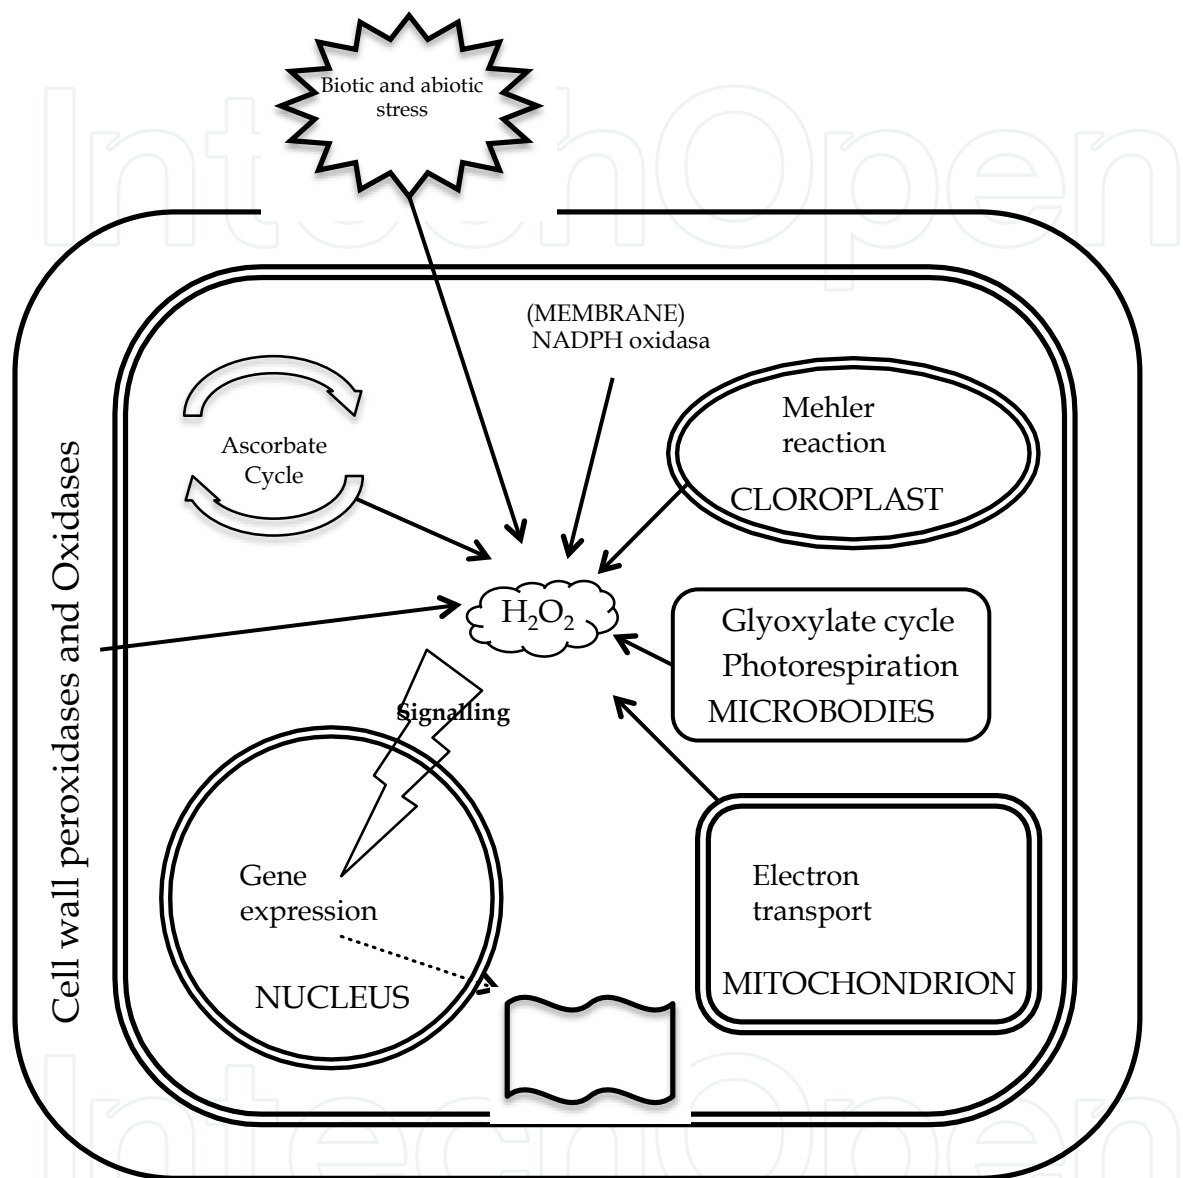 IntechOpen
Biotic and abiotic
stress
(MEMBRANE)
NADPH oxidasa
Mehler
reaction
CLOROPLAST
Ascorbate
Cycle
Cell wall peroxidases and Oxidases
H₂O₂
Glyoxylate cycle
Photorespiration
MICROBODIES
Signalling
Gene
expression
NUCLEUS
Electron
transport
MITOCHONDRION
IntechOpen